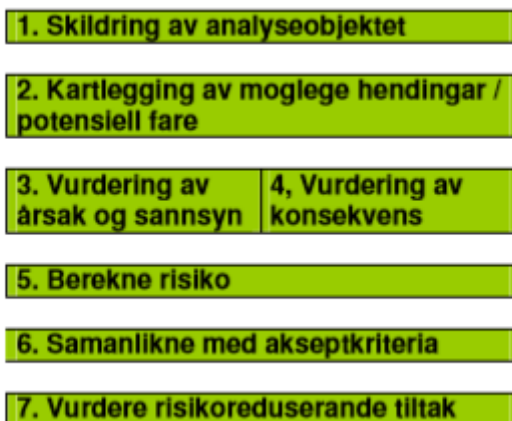 1. Skildring av analyseobjektet
2. Kartlegging av moglege hendingar /
potensiell fare
3. Vurdering av
årsak og sannsyn
4, Vurdering av
konsekvens
5. Berekne risiko
6. Samanlikne med akseptkriteria
7. Vurdere risikoreduserande tiltak